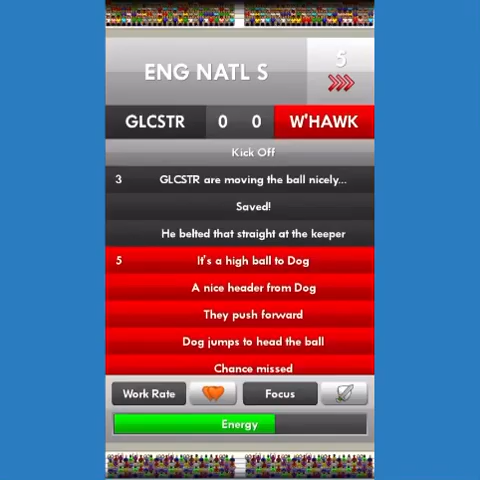 ENG NATL S
5
GLCSTR 0 0 W'HAWK
Kick Off
3 GLCSTR are moving the ball nicely...
Saved!
He belted that straight at the keeper
5 It's a high ball to Dog
A nice header from Dog
They push forward
Dog jumps to head the ball
Chance missed
Work Rate Focus
Energy